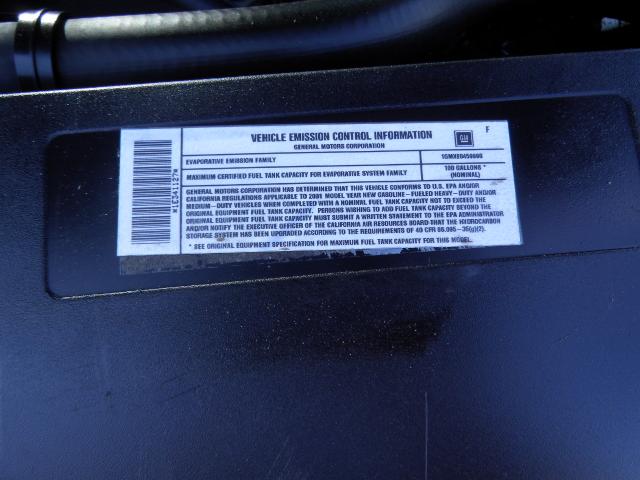 VEHICLE EMISSION CONTROL INFORMATION
GENERAL MOTORS CORPORATION
GM
F
EVAPORATIVE EMISSION FAMILY
MAXIMUM CERTIFIED FUEL TANK CAPACITY FOR EVAPORATIVE SYSTEM FAMILY
100 GALLONS *
(NOMINAL)
GENERAL MOTORS CORPORATION HAS DETERMINED THAT THIS VEHICLE CONFORMS TO U.S. EPA AND/OR
CALIFORNIA REGULATIONS APPLICABLE TO 2001 MODEL YEAR NEW GASOLINE-FUELED HEAVY-DUTY AND/OR
MEDIUM-DUTY VEHICLES WHEN COMPLETED WITH A NOMINAL FUEL TANK CAPACITY NOT TO EXCEED THE
ORIGINAL EQUIPMENT TANK CAPACITY. PERSONS WISHING TO ADD FUEL TANK CAPACITY BEYOND THE
ORIGINAL EQUIPMENT FUEL TANK CAPACITY MUST SUBMIT A WRITTEN STATEMENT TO THE EPA ADMINISTRATOR
AND/OR NOTIFY THE EXECUTIVE OFFICER OF THE CALIFORNIA AIR RESOURCES BOARD THAT THE HYDROCARBON
STORAGE SYSTEM HAS BEEN UPGRADED ACCORDING TO THE REQUIREMENTS OF 40 CFR 86.095-35(g)(2).
* SEE ORIGINAL EQUIPMENT SPECIFICATION FOR MAXIMUM FUEL TANK CAPACITY FOR THIS MODEL.
*1E341127*